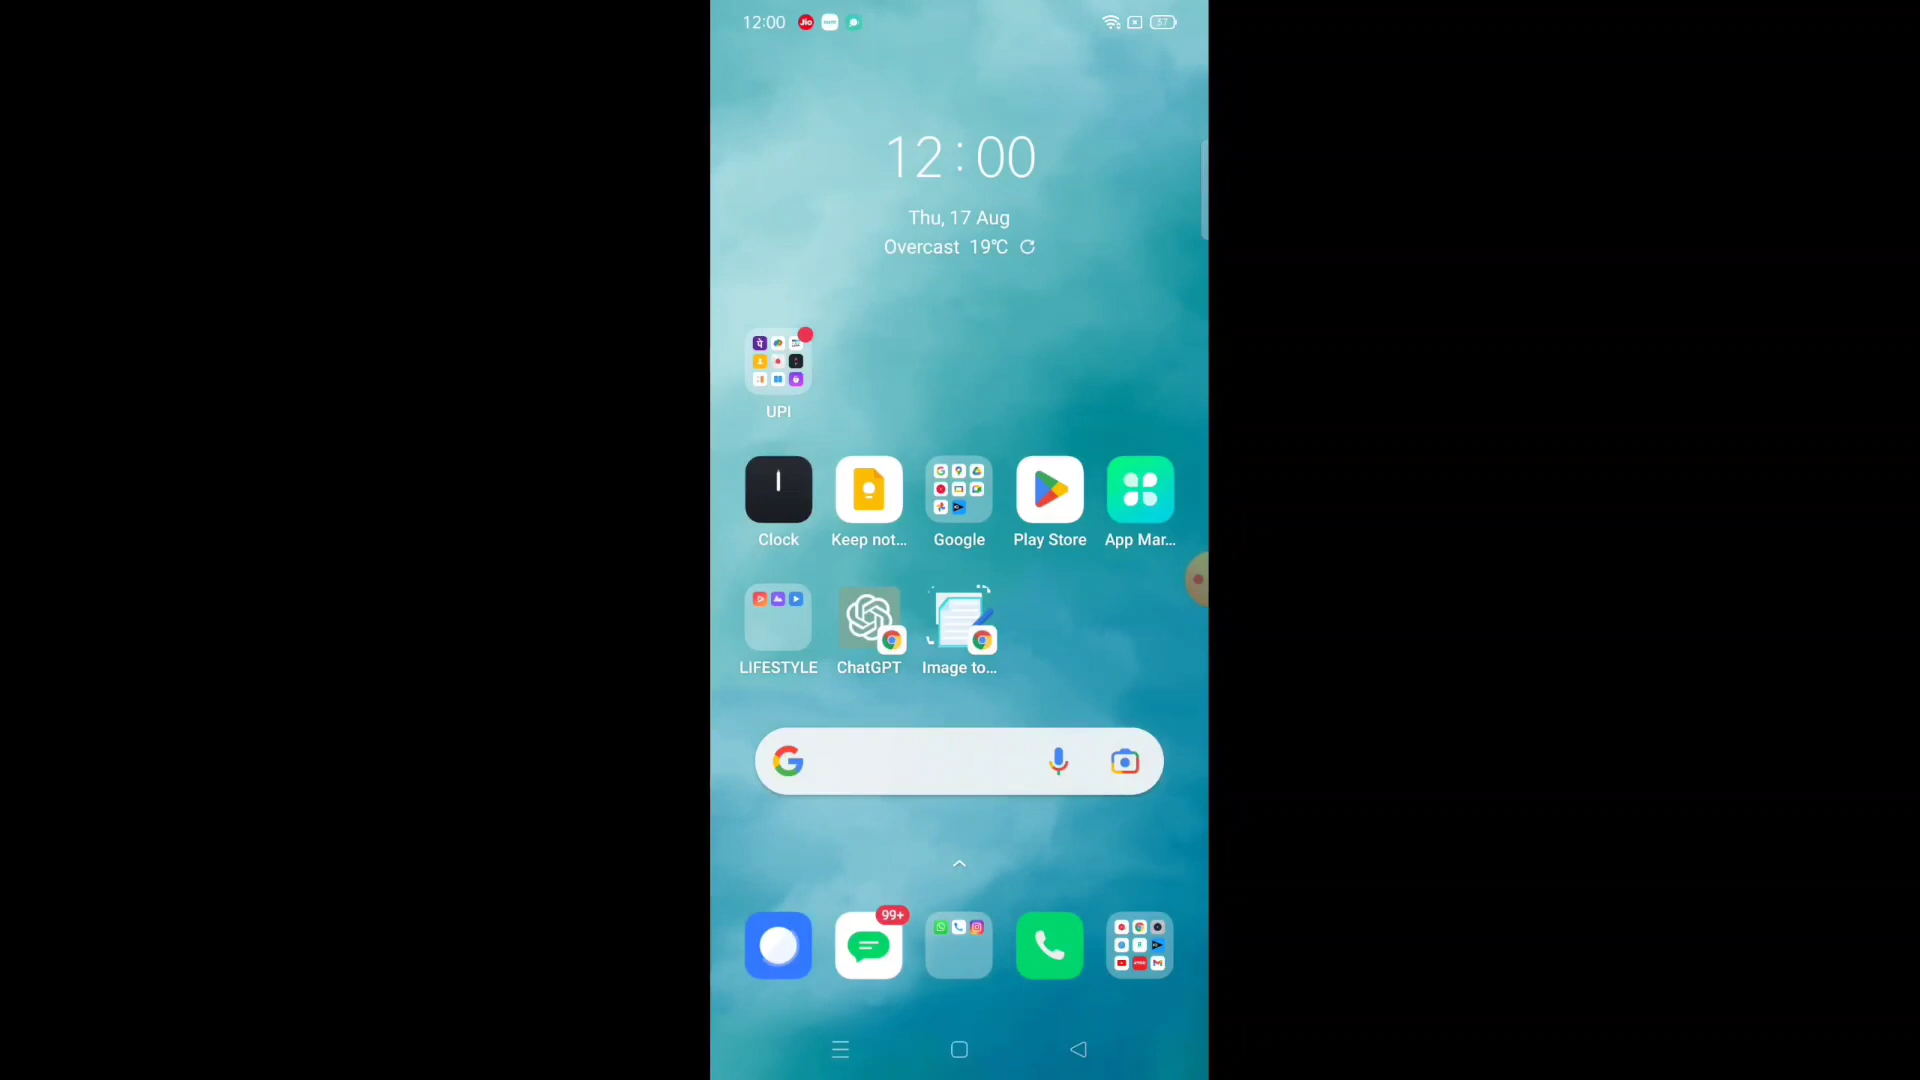 12:00
57
12:00
Thu, 17 Aug
Overcast 19℃
UPI
Clock
Keep not...
Google
Play Store
App Mar...
LIFESTYLE
ChatGPT
Image to...
99+